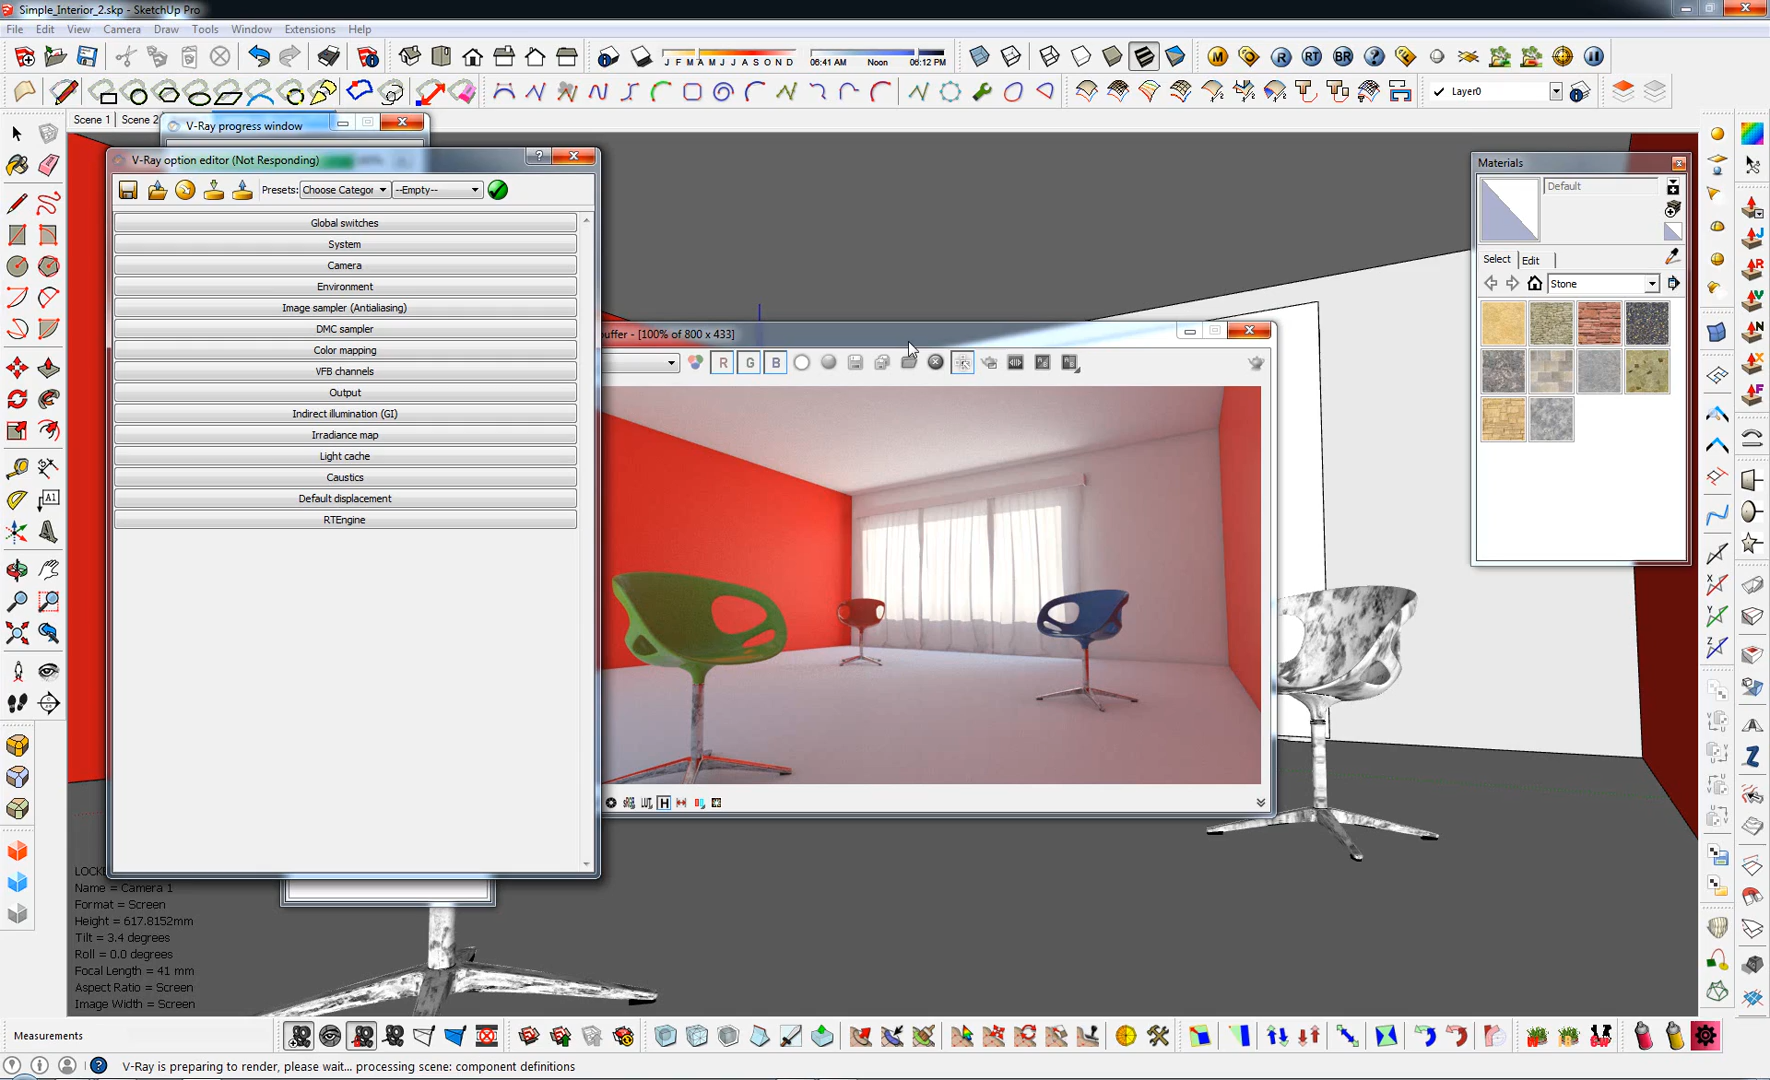 Simple_Interior_2.skp - SketchUp Pro
File Edit View Camera Draw Tools Window Extensions Help
J F M A M J J A S O N D
06:41 AM Noon 06:12 PM
M R RT BR
Layer0
Scene 1 Scene 2
V-Ray progress window
V-Ray option editor (Not Responding)
Presets: Choose Categor --Empty--
Global switches
System
Camera
Environment
Image sampler (Antialiasing)
DMC sampler
Color mapping
VFB channels
Output
Indirect illumination (GI)
Irradiance map
Light cache
Caustics
Default displacement
RTEngine
uffer - [100% of 800 x 433]
R G B
H
Materials
Default
Select Edit
Stone
A1
J
R
V
N
X
F
X
Y
Z
Name = Camera 1
Format = Screen
Height = 617.8152mm
Tilt = 3.4 degrees
Roll = 0.0 degrees
Focal Length = 41 mm
Aspect Ratio = Screen
Image Width = Screen
Measurements
V-Ray is preparing to render, please wait... processing scene: component definitions